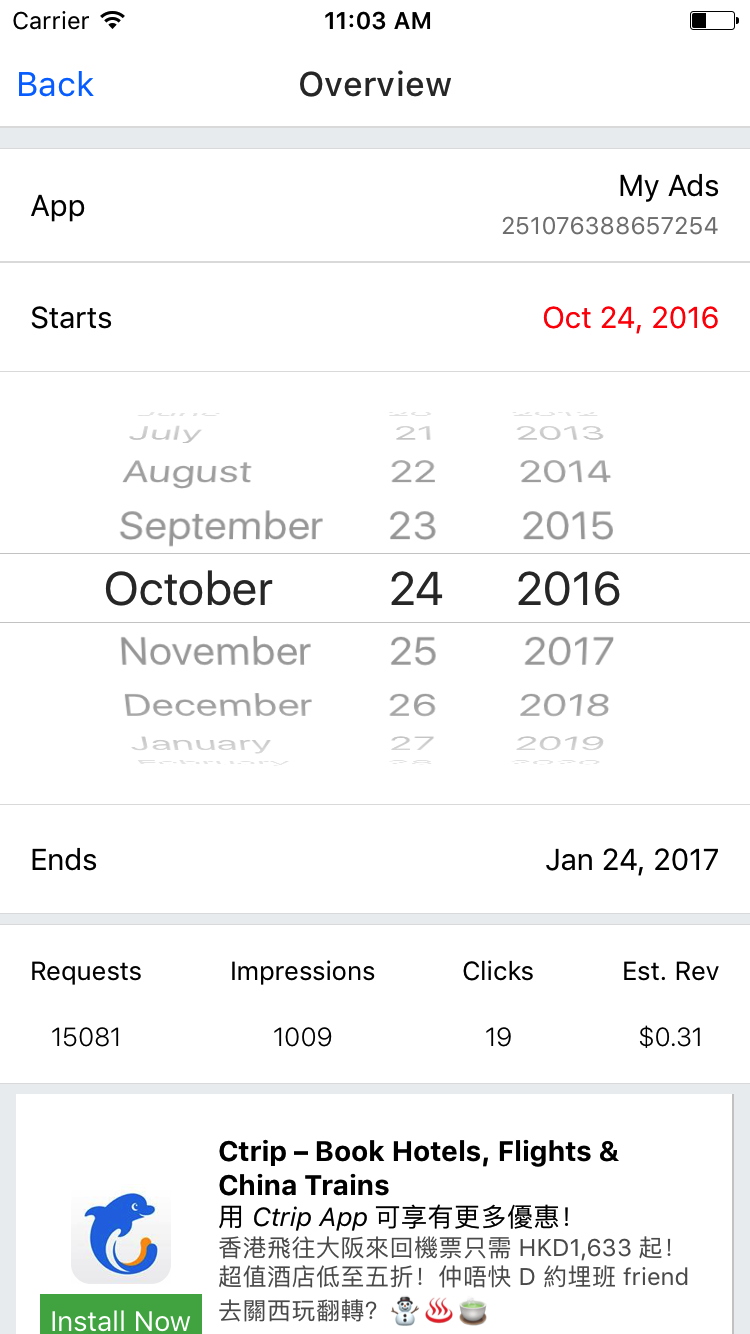 Carrier 11:03 AM
Back Overview
App
My Ads
251076388657254
Starts Oct 24, 2016
July 21 2013
August 22 2014
September 23 2015
October 24 2016
November 25 2017
December 26 2018
January 27 2019
Ends Jan 24, 2017
Requests Impressions Clicks Est. Rev
15081 1009 19 $0.31
Ctrip – Book Hotels, Flights &
China Trains
用 Ctrip App 可享有更多優惠！
香港飛往大阪來回機票只需 HKD1,633 起！
超值酒店低至五折！仲唔快 D 約埋班 friend
去關西玩翻轉？⛄♨️🍵
Install Now